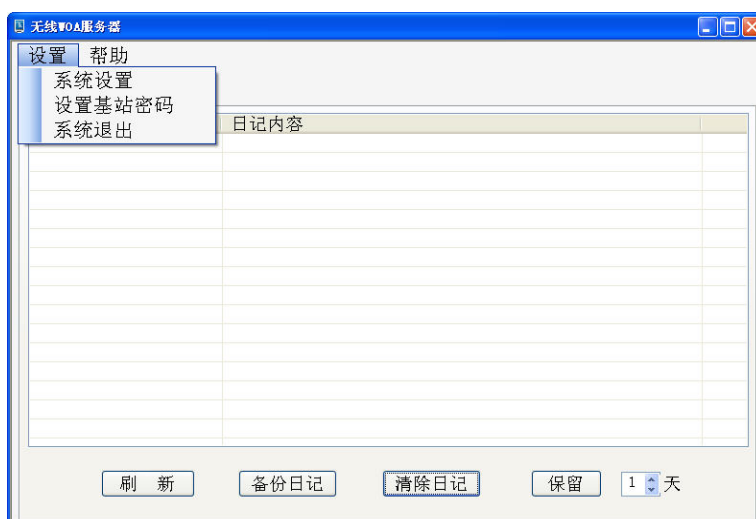 无线WOA服务器
设置 帮助
系统设置
设置基站密码
系统退出
日记内容
刷 新 备份日记 清除日记 保留 1 天